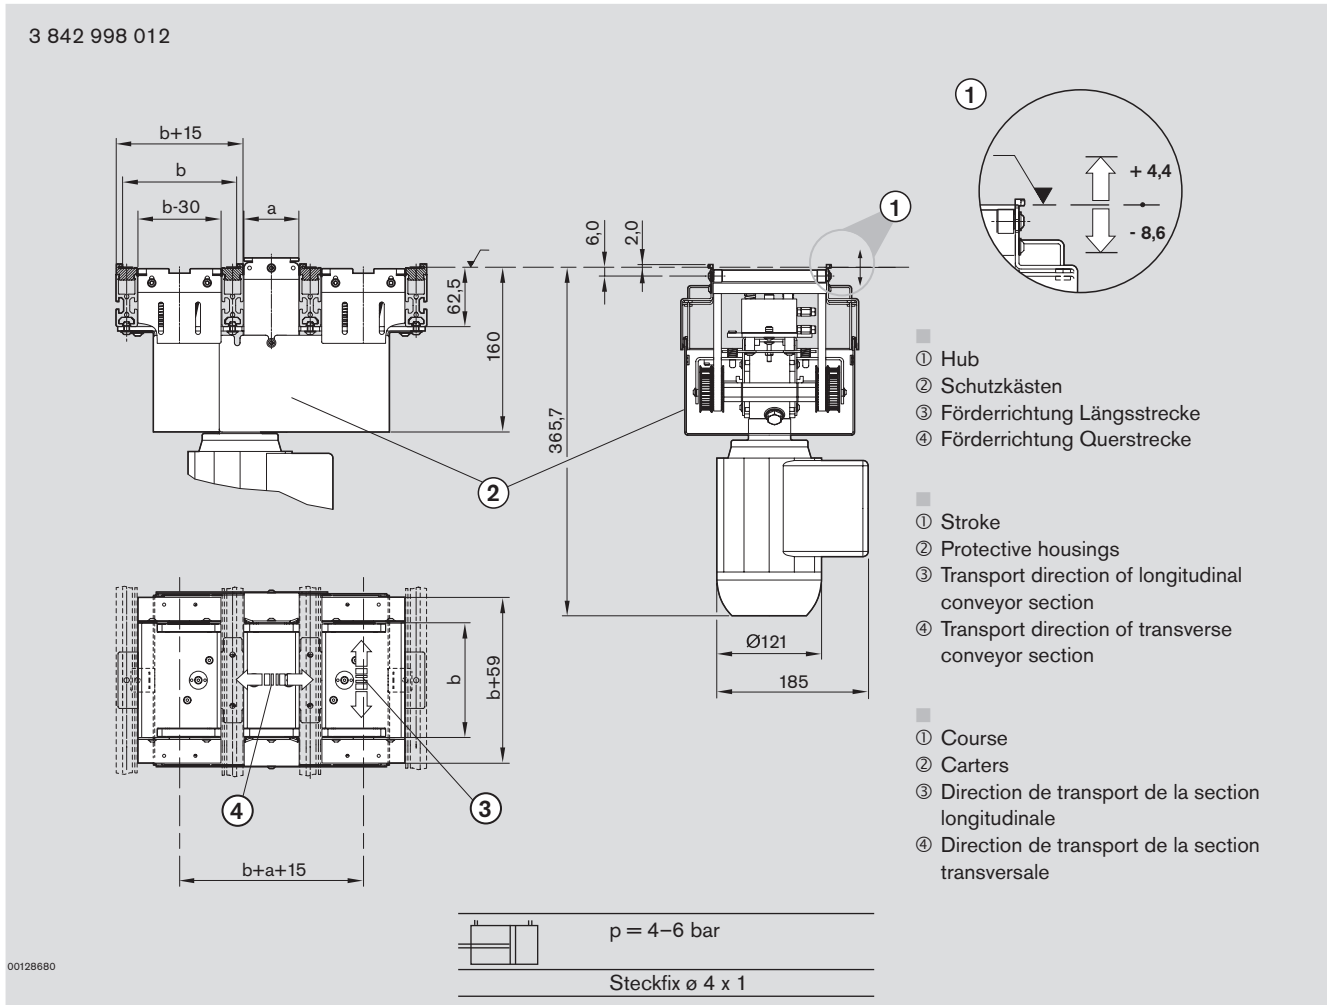 3 842 998 012
b+15
b
b-30
a
62,5
160
6,0
2,0
1
365,7
1
+ 4,4
- 8,6
2
Ø121
185
b
b+59
4
3
b+a+15
① Hub
② Schutzkästen
③ Förderrichtung Längsstrecke
④ Förderrichtung Querstrecke
① Stroke
② Protective housings
③ Transport direction of longitudinal
conveyor section
④ Transport direction of transverse
conveyor section
① Course
② Carters
③ Direction de transport de la section
longitudinale
④ Direction de transport de la section
transversale
p = 4–6 bar
Steckfix ø 4 x 1
00128680